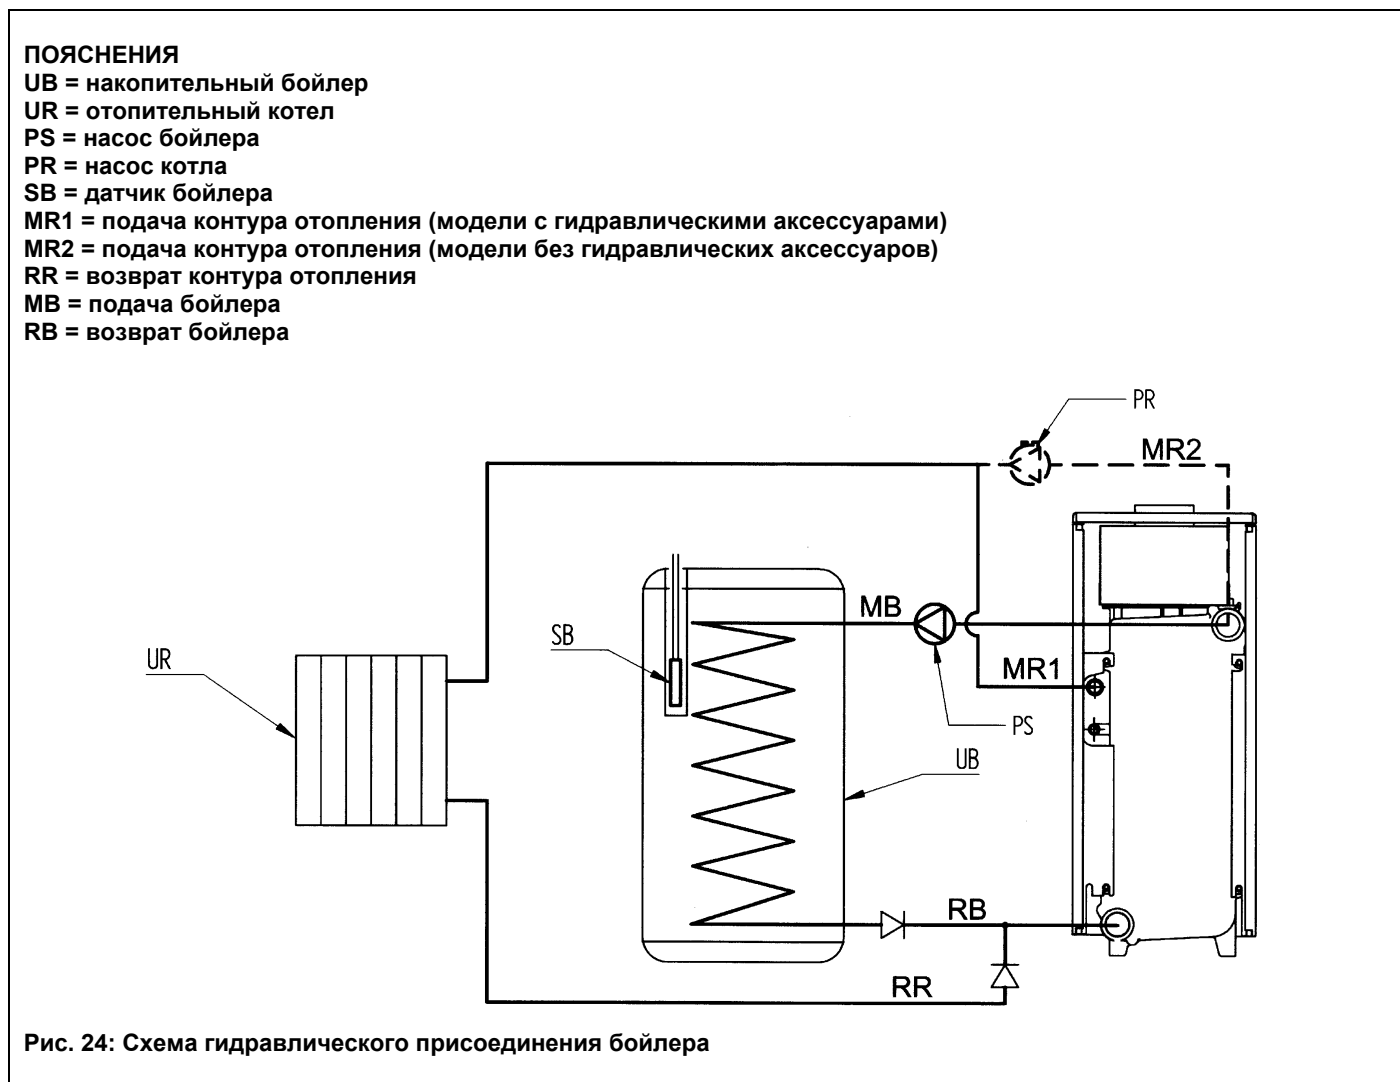 ПОЯСНЕНИЯ
UB = накопительный бойлер
UR = отопительный котел
PS = насос бойлера
PR = насос котла
SB = датчик бойлера
MR1 = подача контура отопления (модели с гидравлическими аксессуарами)
MR2 = подача контура отопления (модели без гидравлических аксессуаров)
RR = возврат контура отопления
MB = подача бойлера
RB = возврат бойлера
PR
MR2
MB
SB
UR
MR1
PS
UB
RB
RR
Рис. 24: Схема гидравлического присоединения бойлера